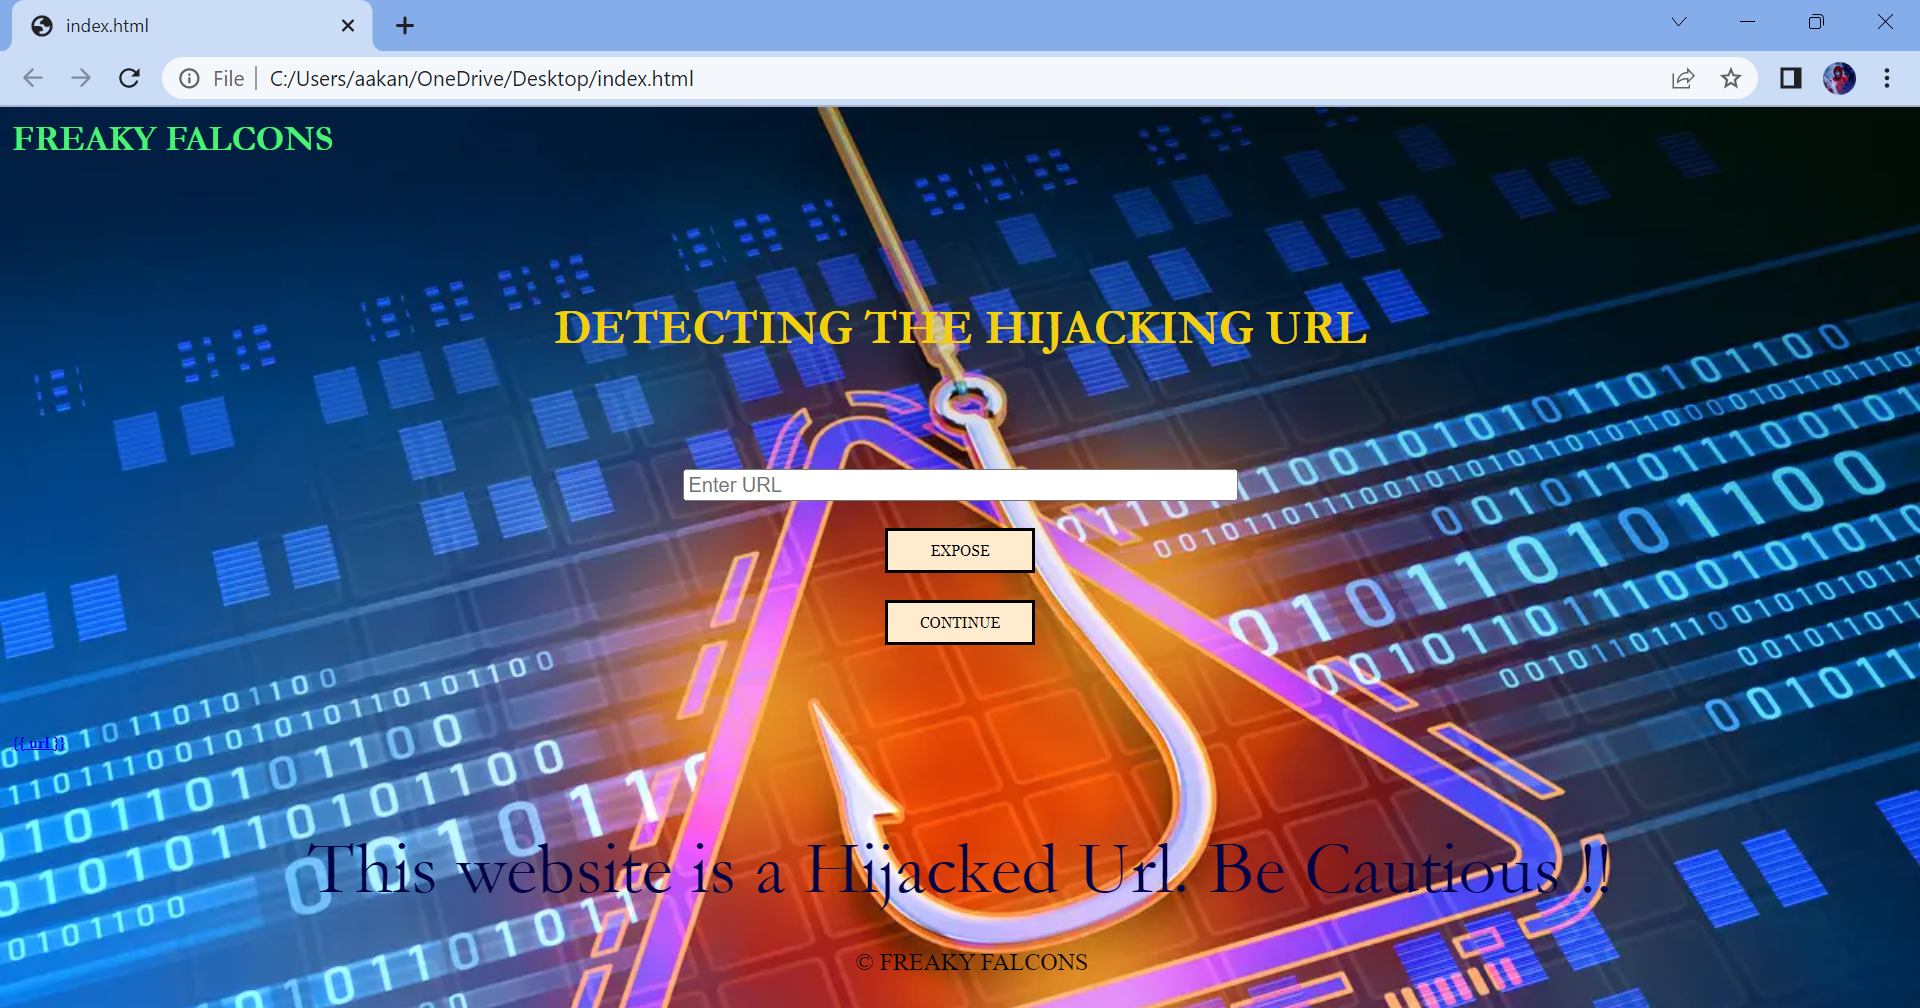 index.html
File
C:/Users/aakan/OneDrive/Desktop/index.html
FREAKY FALCONS
DETECTING THE HIJACKING URL
Enter URL
EXPOSE
CONTINUE
{{ url }}
This website is a Hijacked Url. Be Cautious !!
© FREAKY FALCONS